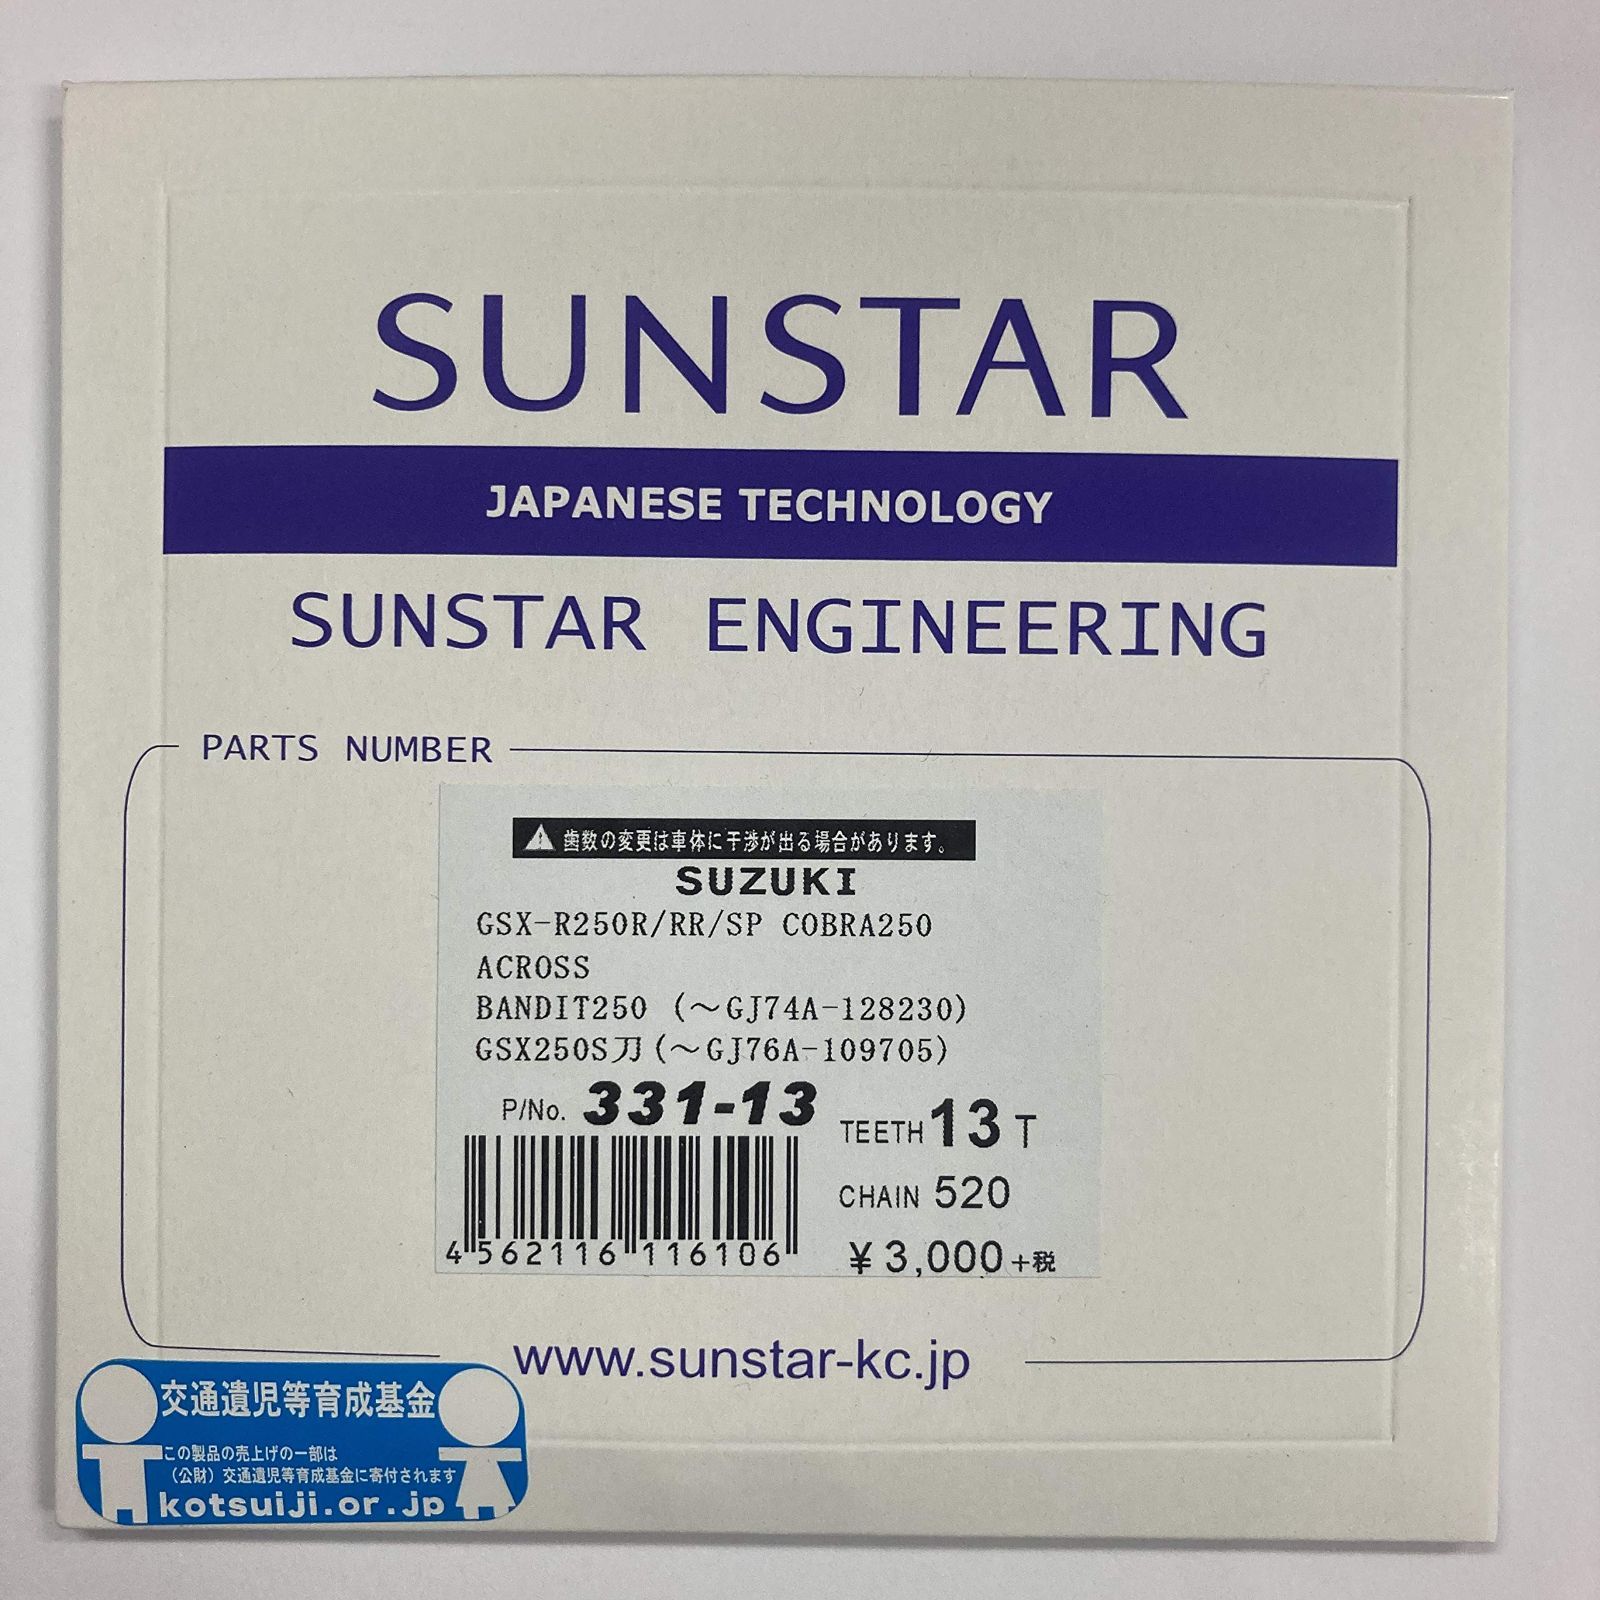 SUNSTAR
JAPANESE TECHNOLOGY
SUNSTAR ENGINEERING
PARTS NUMBER
歯数の変更は車体に干渉が出る場合があります。
SUZUKI
GSX-R250R/RR/SP COBRA250
ACROSS
BANDIT250 (～GJ74A-128230)
GSX250S刀(～GJ76A-109705)
P/No. 331-13
TEETH 13 T
CHAIN 520
¥3,000+税
4562116116106
www.sunstar-kc.jp
交通遺児等育成基金
この製品の売上げの一部は
（公財）交通遺児等育成基金に寄付されます
kotsuiji.or.jp